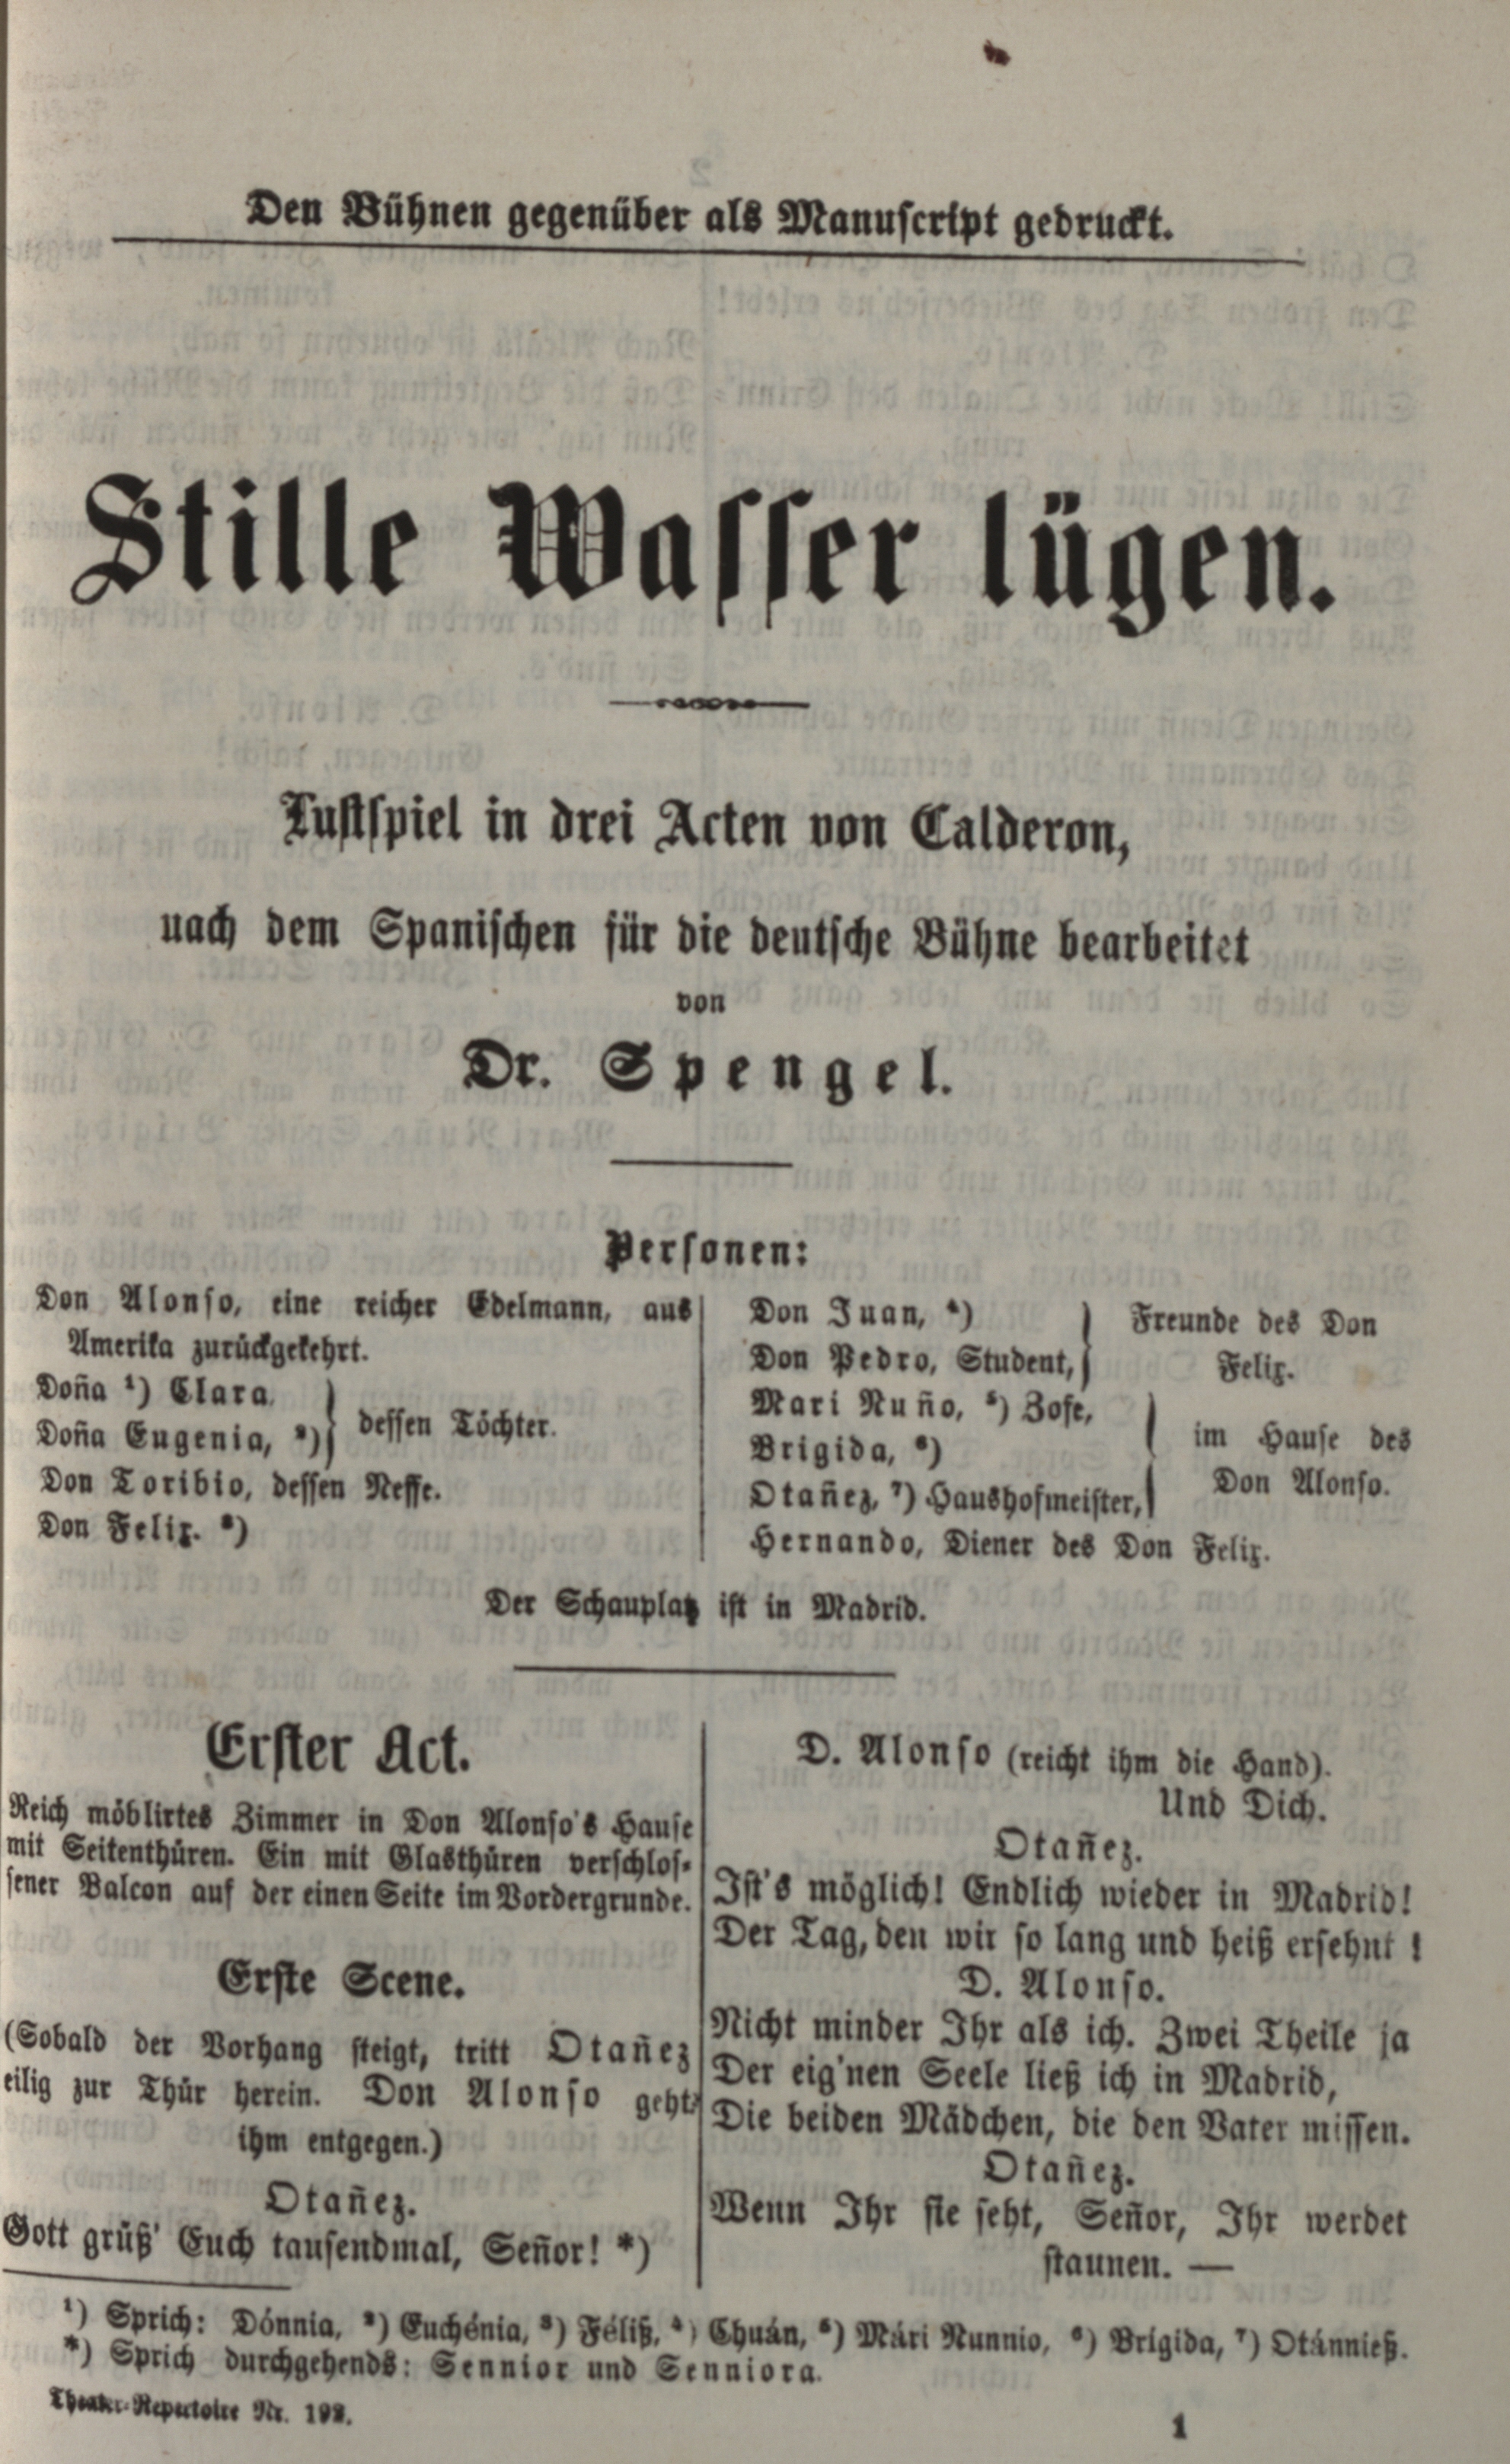 Den Bühnen gegenüber als Manuscript gedruckt.
Stille Wasser lügen.
Lustspiel in drei Acten von Calderon,
nach dem Spanischen für die deutsche Bühne bearbeitet
von
Dr. Spengel.
Personen:
Don Alonso, eine reicher Edelmann, aus
Amerika zurückgekehrt.
Doña ¹) Clara,
Doña Eugenia, ²)
dessen Töchter.
Don Toribio, dessen Neffe.
Don Felix. ³)
Don Juan, ⁴)
Don Pedro, Student,
Freunde des Don
Felix.
Mari Nuño, ⁵) Zofe,
Brigida, ⁶)
Otañez, ⁷) Haushofmeister,
im Hause des
Don Alonso.
Hernando, Diener des Don Felix.
Der Schauplatz ist in Madrid.
Erster Act.
Reich möblirtes Zimmer in Don Alonso's Hause
mit Seitenthüren. Ein mit Glasthüren verschlos-
sener Balcon auf der einen Seite im Vordergrunde.
Erste Scene.
(Sobald der Vorhang steigt, tritt Otañez
eilig zur Thür herein. Don Alonso geht
ihm entgegen.)
Otañez.
Gott grüß' Euch tausendmal, Señor! *)
D. Alonso (reicht ihm die Hand).
Und Dich.
Otañez.
Ist's möglich! Endlich wieder in Madrid!
Der Tag, den wir so lang und heiß ersehnt!
D. Alonso.
Nicht minder Ihr als ich. Zwei Theile ja
Der eig'nen Seele ließ ich in Madrid,
Die beiden Mädchen, die den Vater missen.
Otañez.
Wenn Ihr sie seht, Señor, Ihr werdet
staunen. —
¹) Sprich: Dónnia, ²) Euchénia, ³) Féliß, ⁴) Chuán, ⁵) Mári Nunnio, ⁶) Brígida, ⁷) Otánnieß.
*) Sprich durchgehends: Sennior und Senniora.
Theater-Repertoire Nr. 192.
1